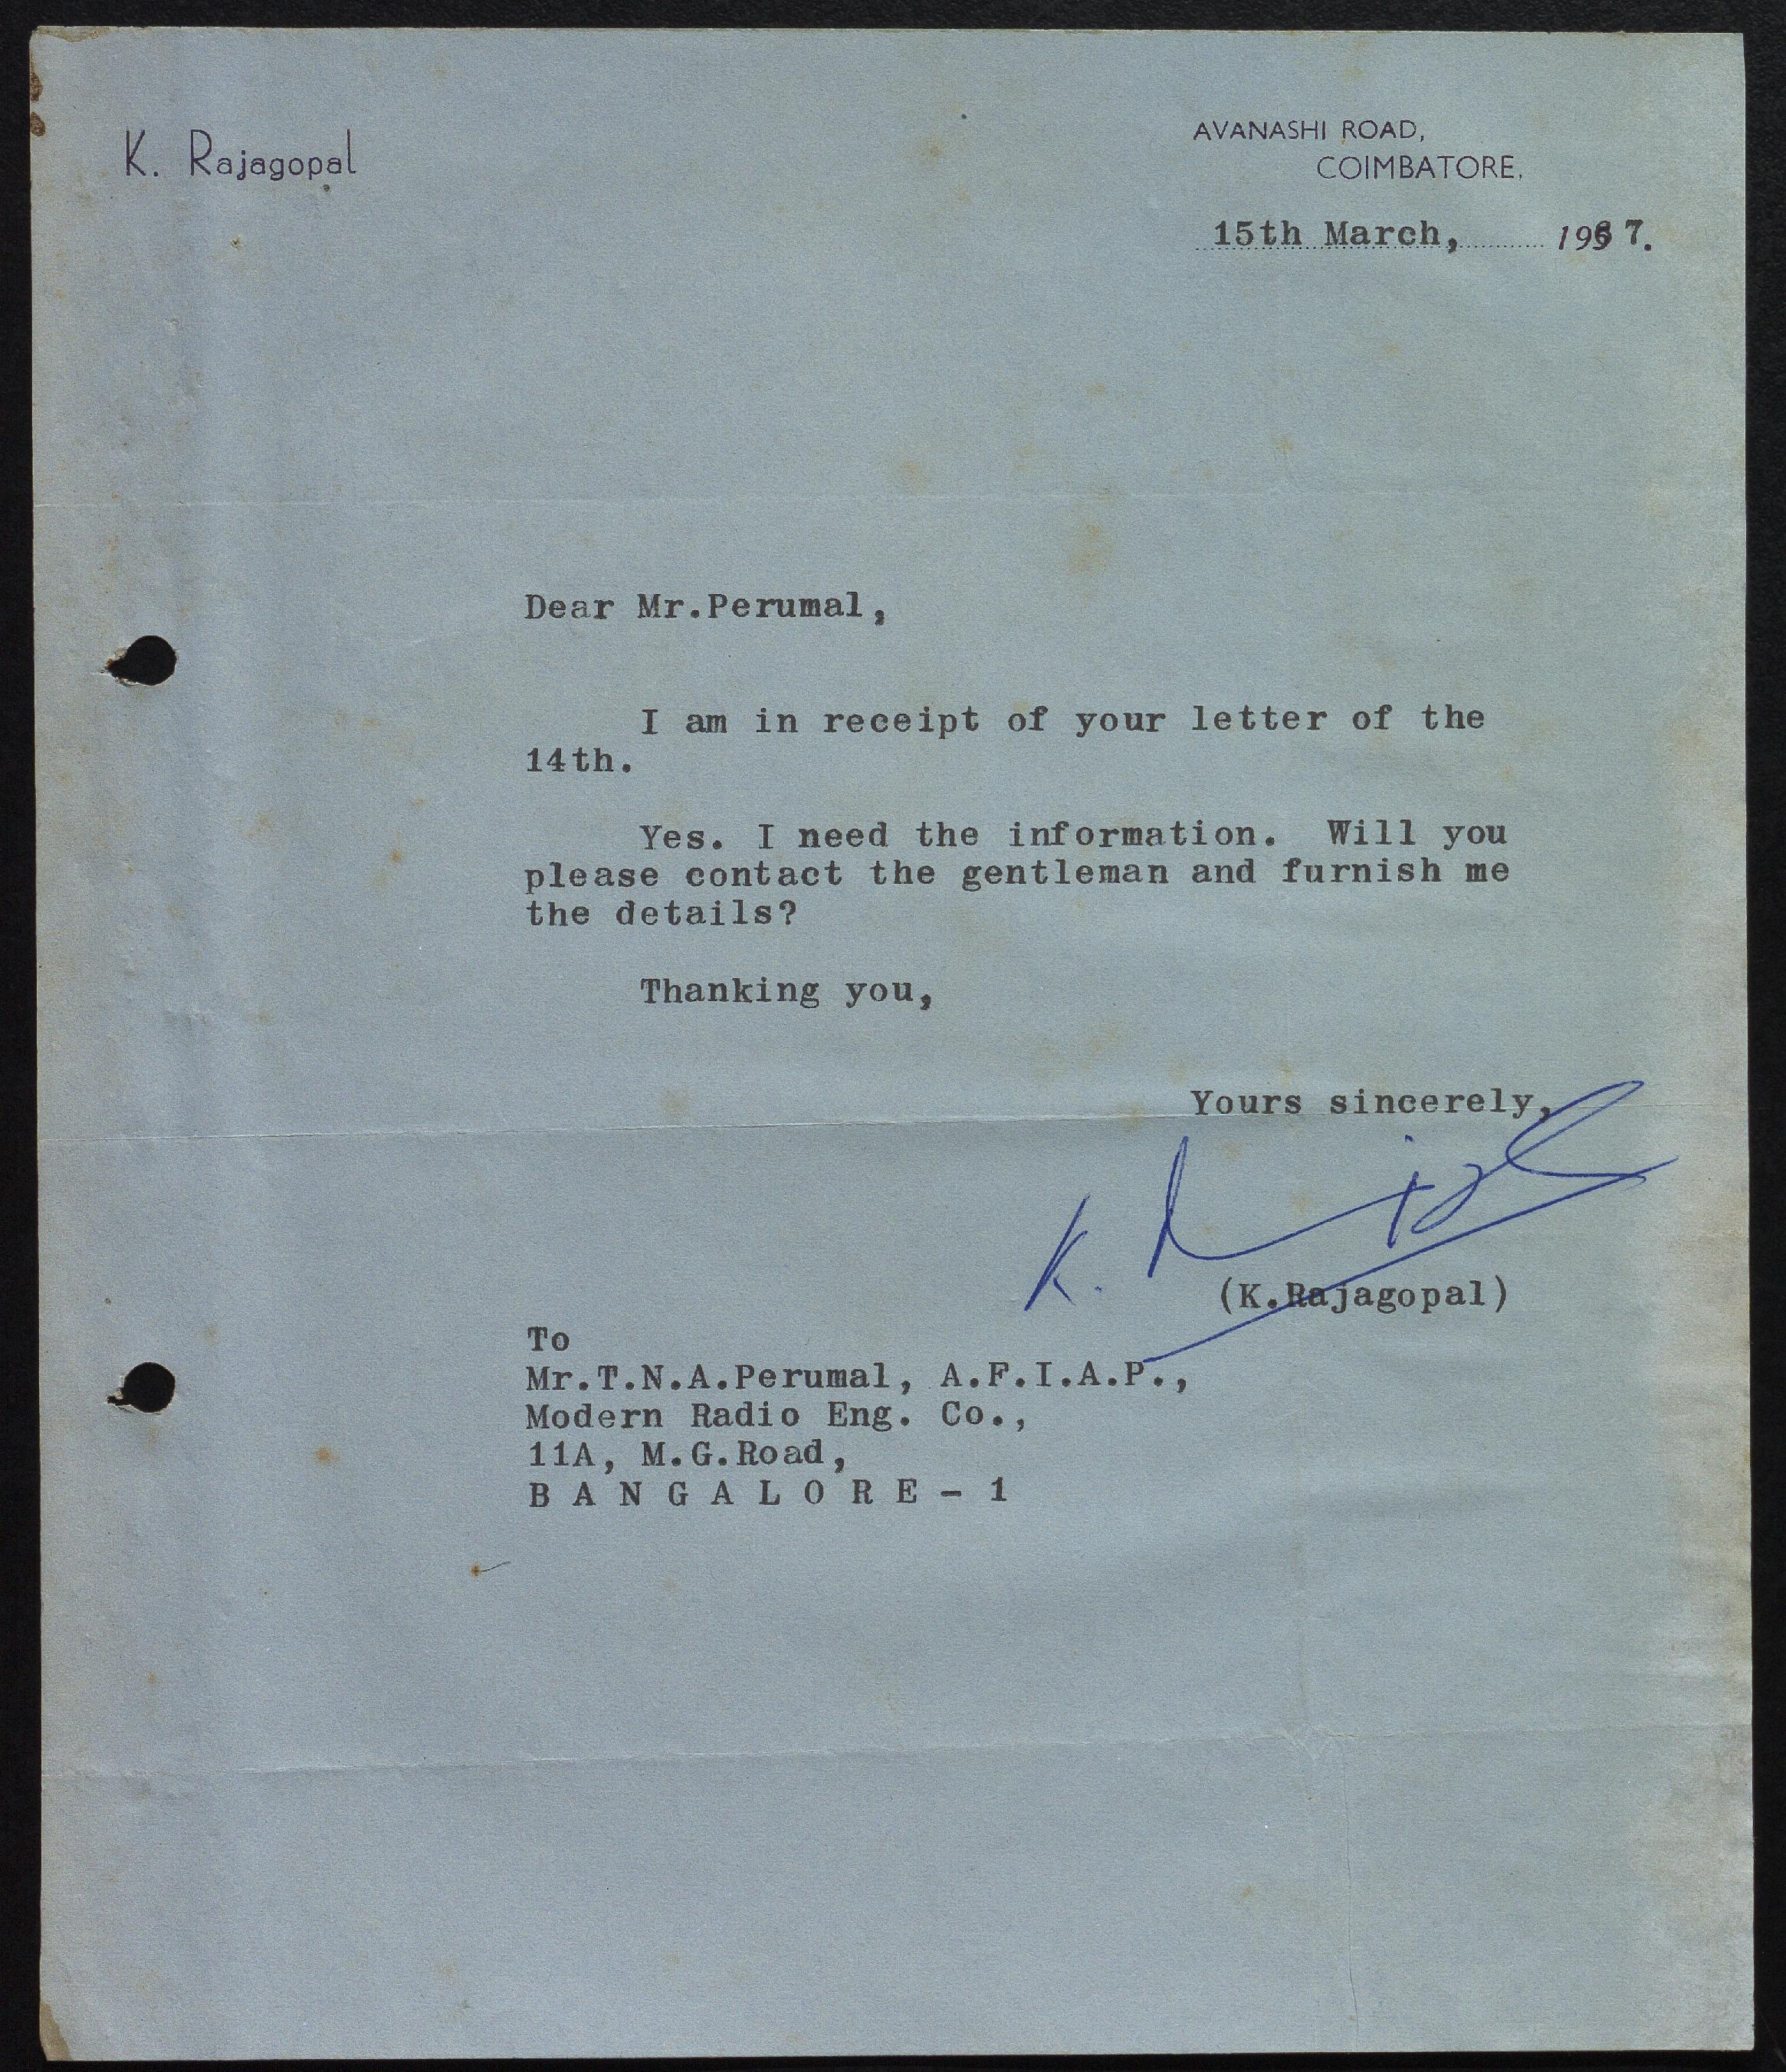 K. Rajagopal
AVANASHI ROAD,
COIMBATORE.
15th March, 1967.
Dear Mr.Perumal,
I am in receipt of your letter of the
14th.
Yes. I need the information. Will you
please contact the gentleman and furnish me
the details?
Thanking you,
Yours sincerely,
K. Rajagopal
(K.Rajagopal)
To
Mr.T.N.A.Perumal, A.F.I.A.P.,
Modern Radio Eng. Co.,
11A, M.G.Road,
B A N G A L O R E - 1